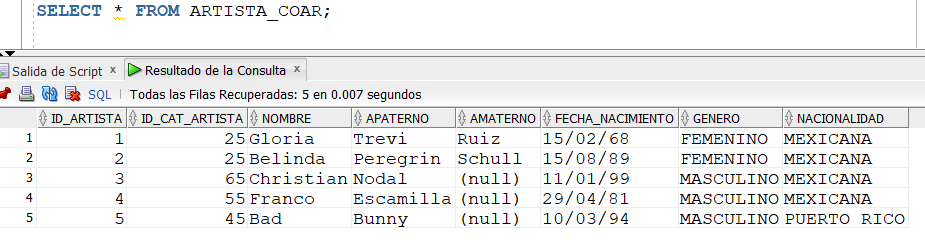 SELECT * FROM ARTISTA_COAR;
Salida de Script x Resultado de la Consulta x
SQL | Todas las Filas Recuperadas: 5 en 0.007 segundos
ID_ARTISTA ID_CAT_ARTISTA NOMBRE APATERNO AMATERNO FECHA_NACIMIENTO GENERO NACIONALIDAD
1 1 25 Gloria Trevi Ruiz 15/02/68 FEMENINO MEXICANA
2 2 25 Belinda Peregrin Schull 15/08/89 FEMENINO MEXICANA
3 3 65 Christian Nodal (null) 11/01/99 MASCULINO MEXICANA
4 4 55 Franco Escamilla (null) 29/04/81 MASCULINO MEXICANA
5 5 45 Bad Bunny (null) 10/03/94 MASCULINO PUERTO RICO